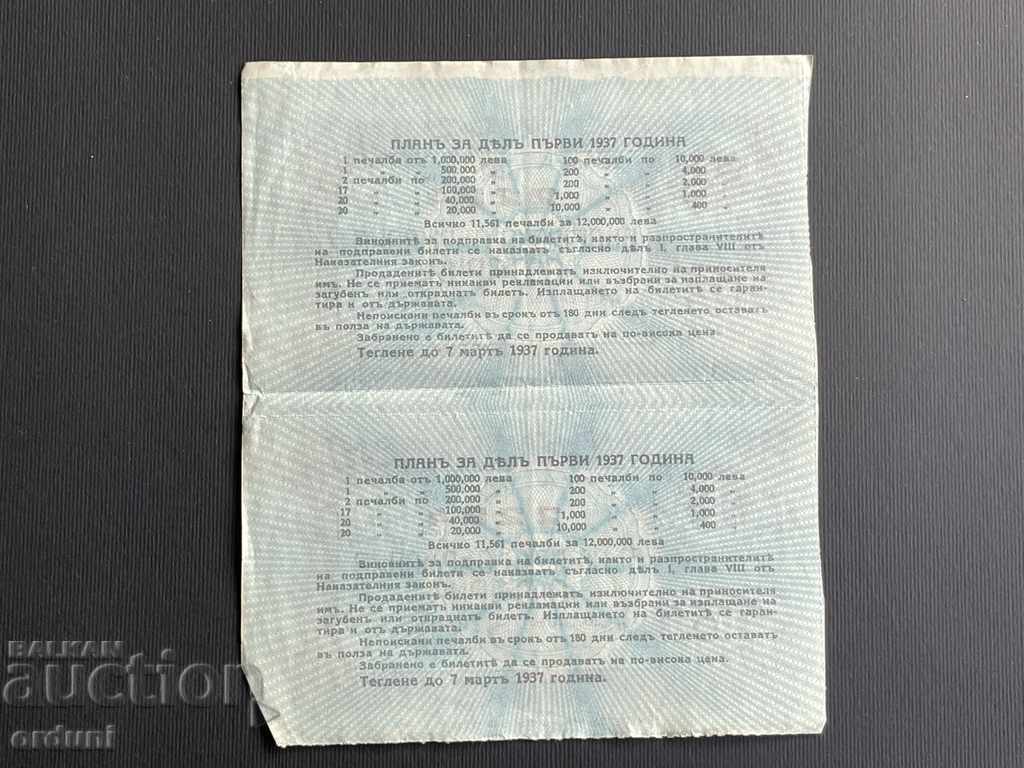 ПЛАНЪ ЗА ДѢЛЪ ПЪРВИ 1937 ГОДИНА
1 печалба отъ 1,000,000 лева 100 печалби по 10,000 лева
1 „ „ 500,000 „ 200 „ „ 4,000 „
2 печалби по 200,000 „ 200 „ „ 2,000 „
17 „ „ 100,000 „ 1,000 „ „ 1,000 „
20 „ „ 40,000 „ 10,000 „ „ 400 „
20 „ „ 20,000 „
Всичко 11,561 печалби за 12,000,000 лева
Виновнитѣ за подправка на билетитѣ, както и разпространителитѣ
на подправени билети се наказватъ съгласно дѣлъ I, глава VIII отъ
Наказателния законъ.
Продаденитѣ билети принадлежатъ изключително на приносителя
имъ. Не се приематъ никакви рекламации или възбрани за изплащане на
загубенъ или откраднатъ билетъ. Изплащането на билетитѣ се гаран-
тира и отъ държавата.
Непоискани печалби въ срокъ отъ 180 дни следъ тегленето оставатъ
въ полза на държавата.
Забранено е билетитѣ да се продаватъ на по-висока цена.
Теглене до 7 мартъ 1937 година.
ПЛАНЪ ЗА ДѢЛЪ ПЪРВИ 1937 ГОДИНА
1 печалба отъ 1,000,000 лева 100 печалби по 10,000 лева
1 „ „ 500,000 „ 200 „ „ 4,000 „
2 печалби по 200,000 „ 200 „ „ 2,000 „
17 „ „ 100,000 „ 1,000 „ „ 1,000 „
20 „ „ 40,000 „ 10,000 „ „ 400 „
20 „ „ 20,000 „
Всичко 11,561 печалби за 12,000,000 лева
Виновнитѣ за подправка на билетитѣ, както и разпространителитѣ
на подправени билети се наказватъ съгласно дѣлъ I, глава VIII отъ
Наказателния законъ.
Продаденитѣ билети принадлежатъ изключително на приносителя
имъ. Не се приематъ никакви рекламации или възбрани за изплащане на
загубенъ или откраднатъ билетъ. Изплащането на билетитѣ се гаран-
тира и отъ държавата.
Непоискани печалби въ срокъ отъ 180 дни следъ тегленето оставатъ
въ полза на държавата.
Забранено е билетитѣ да се продаватъ на по-висока цена.
Теглене до 7 мартъ 1937 година.
BALKAN
auction
orduni